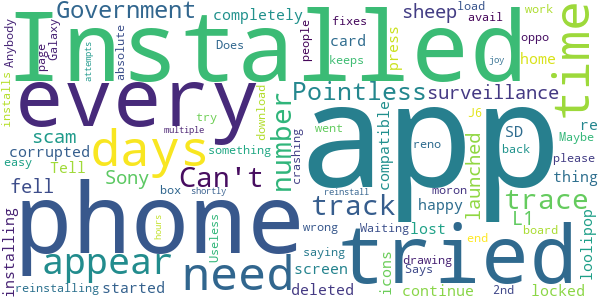 Installed
app
phone
every
tried
time
days
need
appear
Can't
number
track
trace
Pointless
Government
surveillance
sheep
completely
card
press
load
avail
work
oppo
home
fixes
keeps
Does
people
absolute
attempts
Galaxy
page
Anybody
joy
installs
scam
corrupted
easy
Tell
Sony
try
something
multiple
download
crashing
compatible
SD
J6
re
Maybe
please
thing
back
reno
launched
L1
loolipop
fell
box
went
shortly
reinstall
moron
happy
lost
Waiting
wrong
saying
screen
deleted
icons
drawing
Says
continue
end
2nd
board
locked
installing
reinstalling
started
hours
Useless